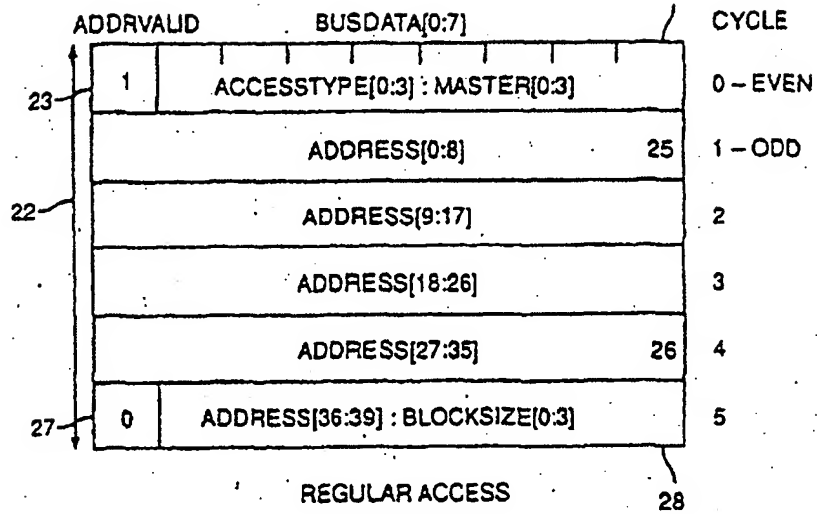 ADDRVALID BUSDATA[0:7] CYCLE
23 1 ACCESSTYPE[0:3] : MASTER[0:3] 0 – EVEN
ADDRESS[0:8] 25 1 – ODD
22 ADDRESS[9:17] 2
ADDRESS[18:26] 3
ADDRESS[27:35] 26 4
27 0 ADDRESS[36:39] : BLOCKSIZE[0:3] 5
REGULAR ACCESS 28